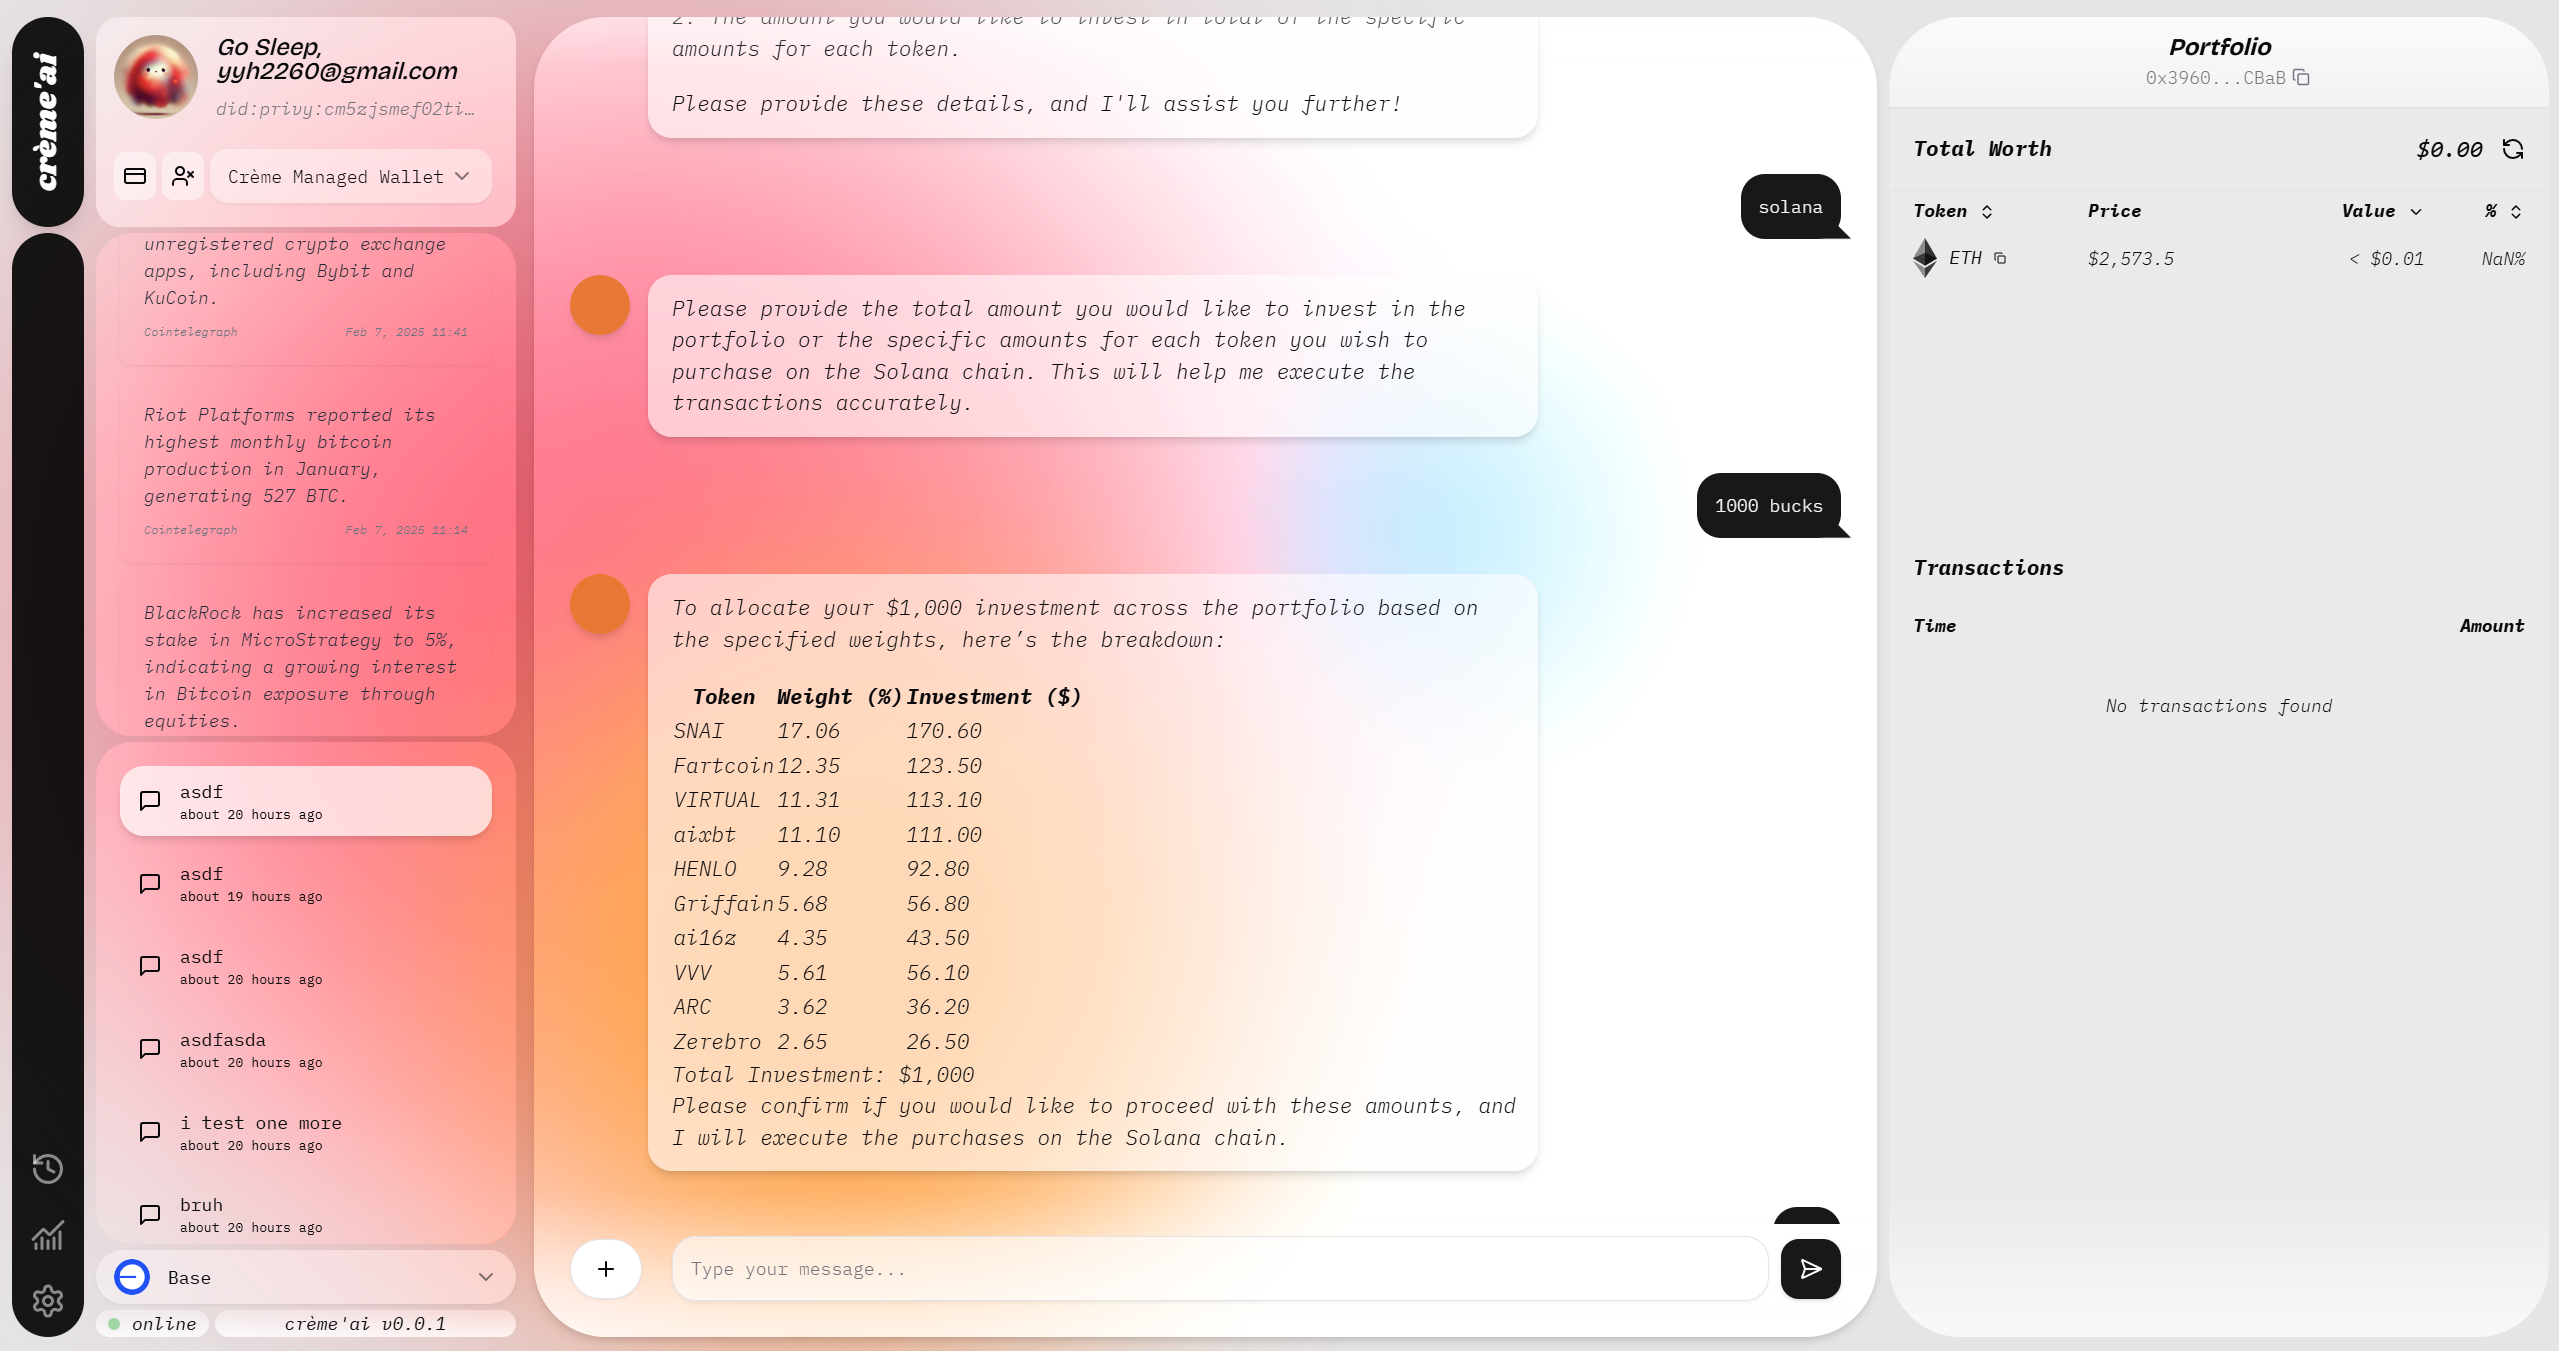 crème'ai
Go Sleep,
yyh2260@gmail.com
did:privy:cm5zjsmef02ti…
Crème Managed Wallet
unregistered crypto exchange
apps, including Bybit and
KuCoin.
Cointelegraph Feb 7, 2025 11:41
Riot Platforms reported its
highest monthly bitcoin
production in January,
generating 527 BTC.
Cointelegraph Feb 7, 2025 11:14
BlackRock has increased its
stake in MicroStrategy to 5%,
indicating a growing interest
in Bitcoin exposure through
equities.
asdf
about 20 hours ago
asdf
about 19 hours ago
asdf
about 20 hours ago
asdfasda
about 20 hours ago
i test one more
about 20 hours ago
bruh
about 20 hours ago
Base
online
crème'ai v0.0.1
2. The amount you would like to invest in total or the specific
amounts for each token.
Please provide these details, and I'll assist you further!
solana
Please provide the total amount you would like to invest in the
portfolio or the specific amounts for each token you wish to
purchase on the Solana chain. This will help me execute the
transactions accurately.
1000 bucks
To allocate your $1,000 investment across the portfolio based on
the specified weights, here’s the breakdown:
Token Weight (%) Investment ($)
SNAI 17.06 170.60
Fartcoin 12.35 123.50
VIRTUAL 11.31 113.10
aixbt 11.10 111.00
HENLO 9.28 92.80
Griffain 5.68 56.80
ai16z 4.35 43.50
VVV 5.61 56.10
ARC 3.62 36.20
Zerebro 2.65 26.50
Total Investment: $1,000
Please confirm if you would like to proceed with these amounts, and
I will execute the purchases on the Solana chain.
Type your message...
Portfolio
0x3960...CBaB
Total Worth $0.00
Token Price Value %
ETH $2,573.5 < $0.01 NaN%
Transactions
Time Amount
No transactions found